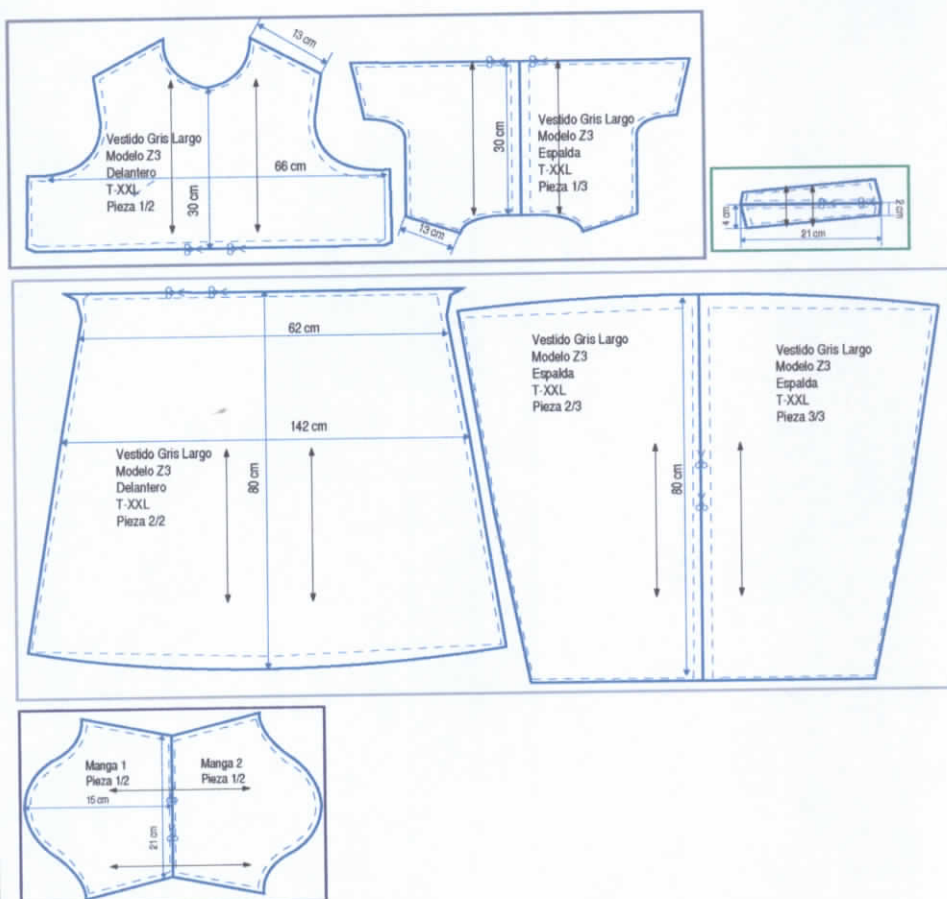 13 cm
Vestido Gris Largo
Modelo Z3
Delantero
T-XXL
Pieza 1/2
66 cm
30 cm
Vestido Gris Largo
Modelo Z3
Espalda
T-XXL
Pieza 1/3
30 cm
13 cm
4 cm
2 cm
21 cm
62 cm
142 cm
80 cm
Vestido Gris Largo
Modelo Z3
Delantero
T-XXL
Pieza 2/2
Vestido Gris Largo
Modelo Z3
Espalda
T-XXL
Pieza 2/3
80 cm
Vestido Gris Largo
Modelo Z3
Espalda
T-XXL
Pieza 3/3
Manga 1
Pieza 1/2
Manga 2
Pieza 1/2
15 cm
21 cm